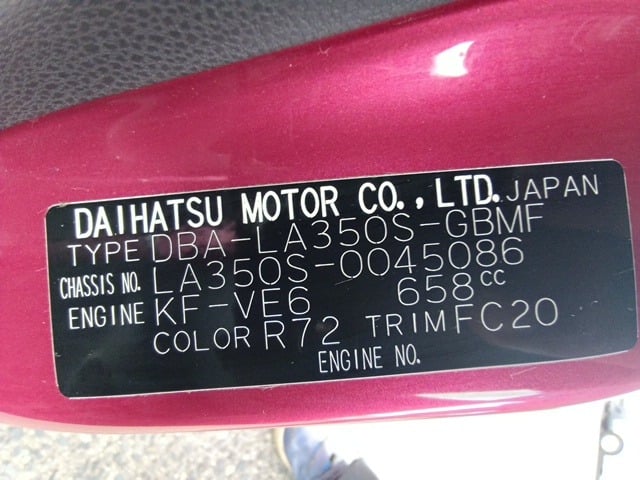 DAIHATSU MOTOR CO., LTD. JAPAN
TYPE DBA-LA350S-GBMF
CHASSIS NO. LA350S-0045086
ENGINE KF-VE6 658cc
COLOR R72 TRIM FC20
ENGINE NO.